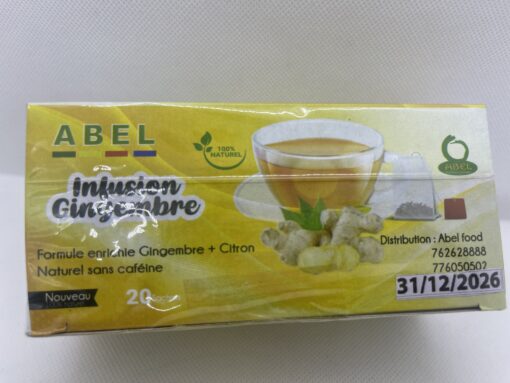 ABEL
100%
NATUREL
ABEL
Infusion
Gingembre
Formule enrichie Gingembre + Citron
Naturel sans caféine
Nouveau
20 Sachets
Distribution : Abel food
762628888
776050502
31/12/2026